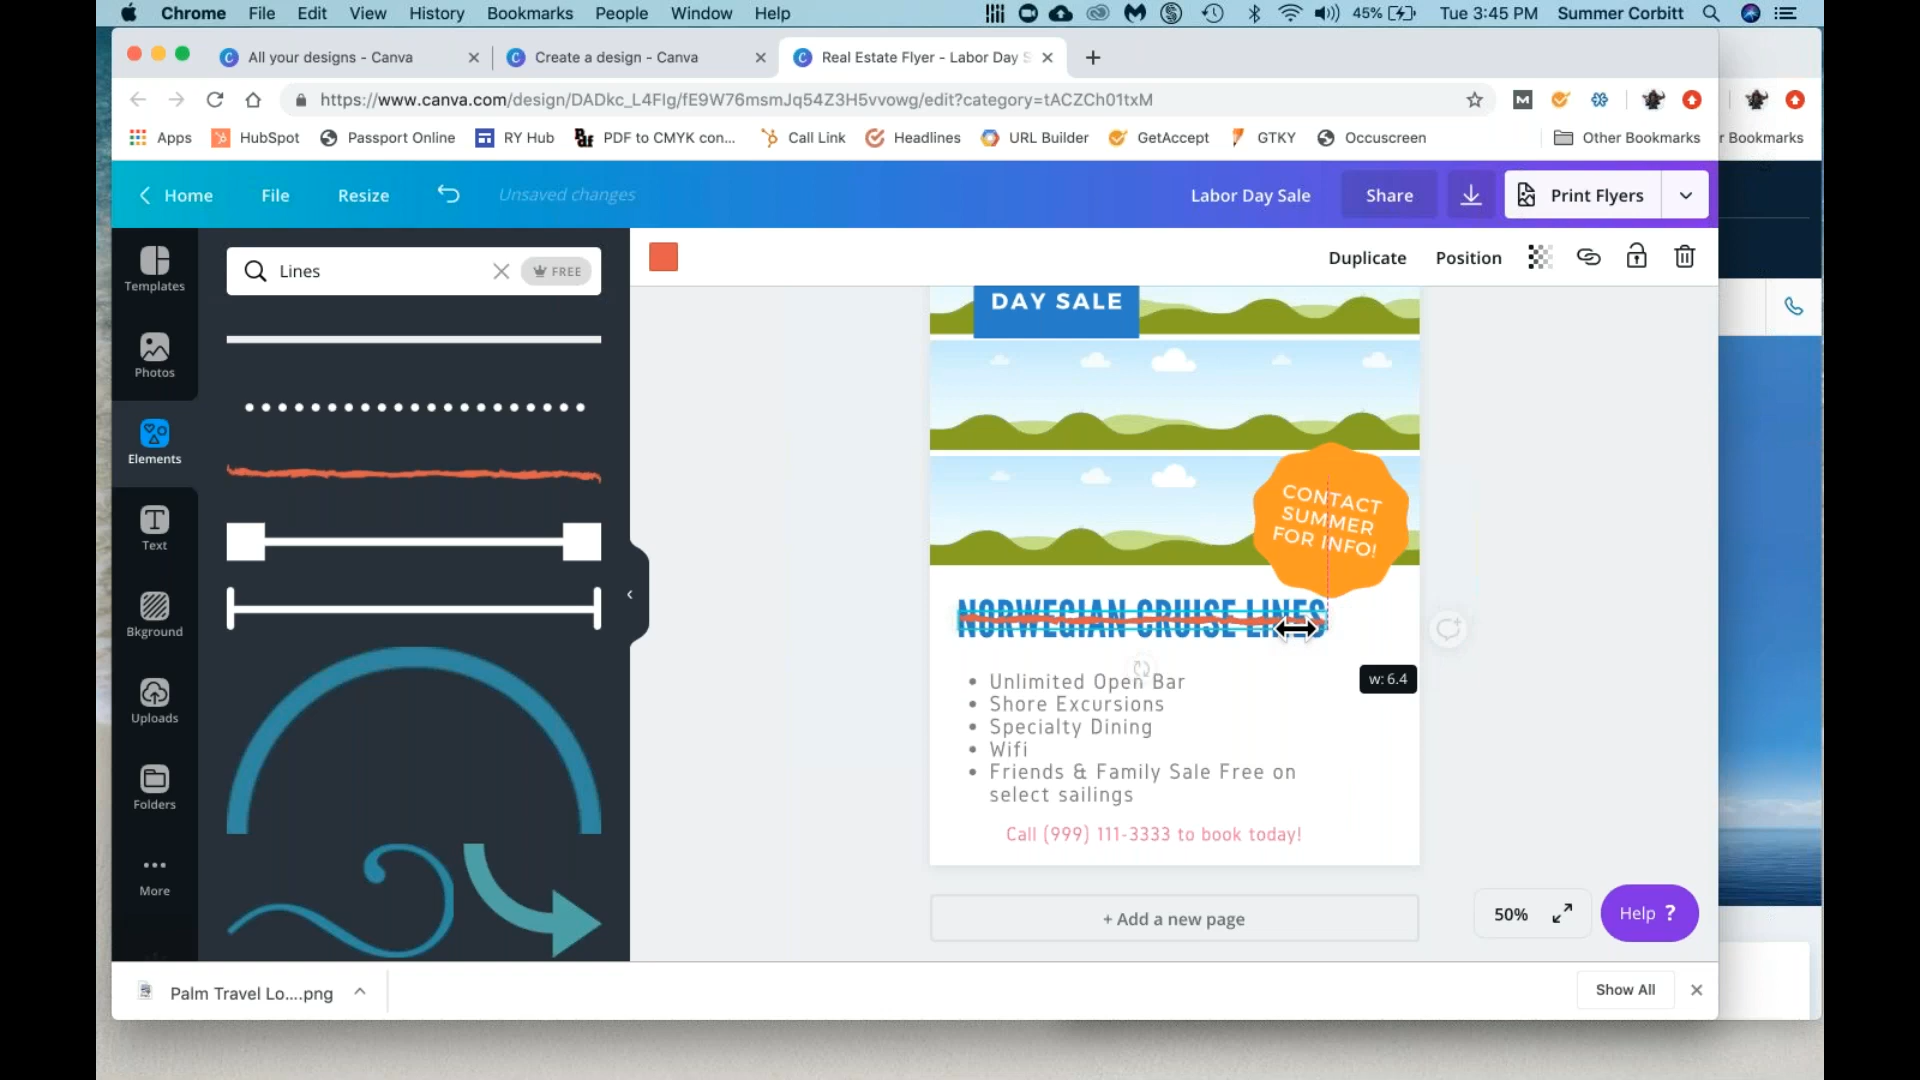 Chrome File Edit View History Bookmarks People Window Help 45% Tue 3:45 PM Summer Corbitt
All your designs - Canva Create a design - Canva Real Estate Flyer - Labor Day S
https://www.canva.com/design/DADkc_L4FIg/fE9W76msmJq54Z3H5vvowg/edit?category=tACZCh01txM
Apps HubSpot Passport Online RY Hub PDF to CMYK con... Call Link Headlines URL Builder GetAccept GTKY Occuscreen Other Bookmarks r Bookmarks
Home File Resize Unsaved changes Labor Day Sale Share Print Flyers
Lines FREE
Duplicate Position
Templates
Photos
Elements
Text
Bkground
Uploads
Folders
More
DAY SALE
CONTACT
SUMMER
FOR INFO!
NORWEGIAN CRUISE LINES
w: 6.4
• Unlimited Open Bar
• Shore Excursions
• Specialty Dining
• Wifi
• Friends & Family Sale Free on
select sailings
Call (999) 111-3333 to book today!
+ Add a new page
50% Help ?
Palm Travel Lo....png Show All